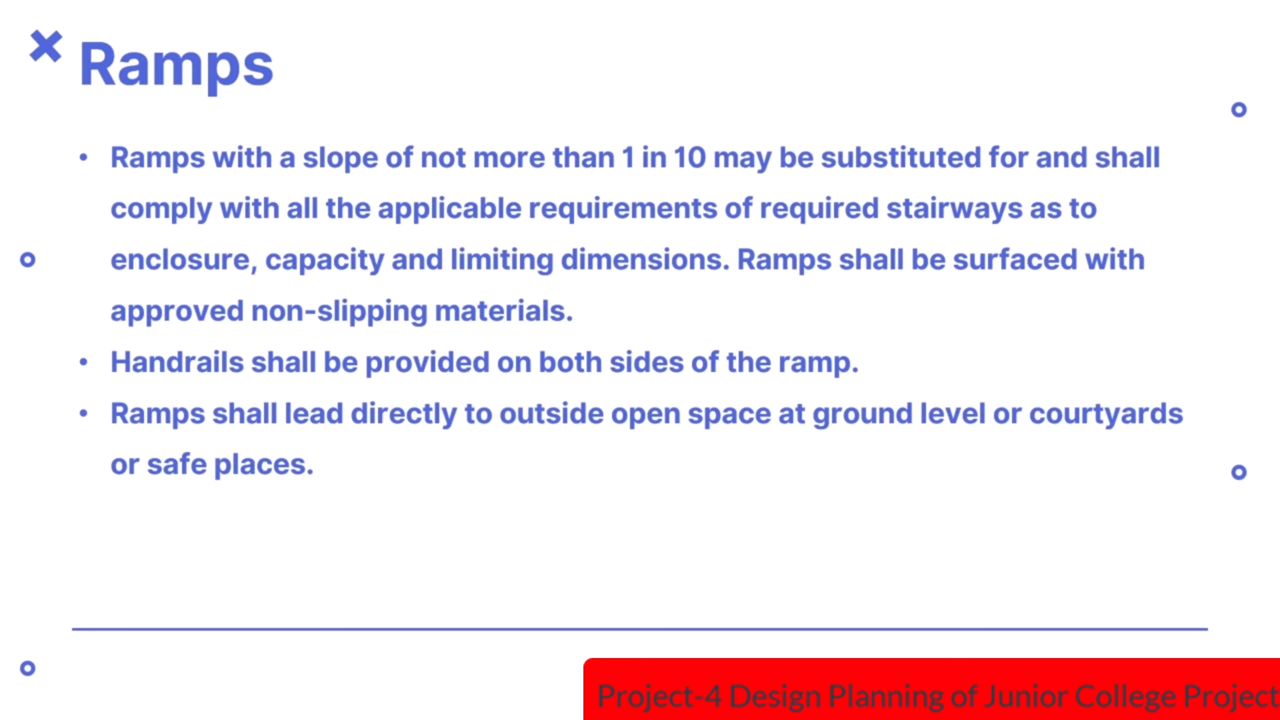 Ramps
• Ramps with a slope of not more than 1 in 10 may be substituted for and shall
comply with all the applicable requirements of required stairways as to
enclosure, capacity and limiting dimensions. Ramps shall be surfaced with
approved non-slipping materials.
• Handrails shall be provided on both sides of the ramp.
• Ramps shall lead directly to outside open space at ground level or courtyards
or safe places.
Project-4 Design Planning of Junior College Project